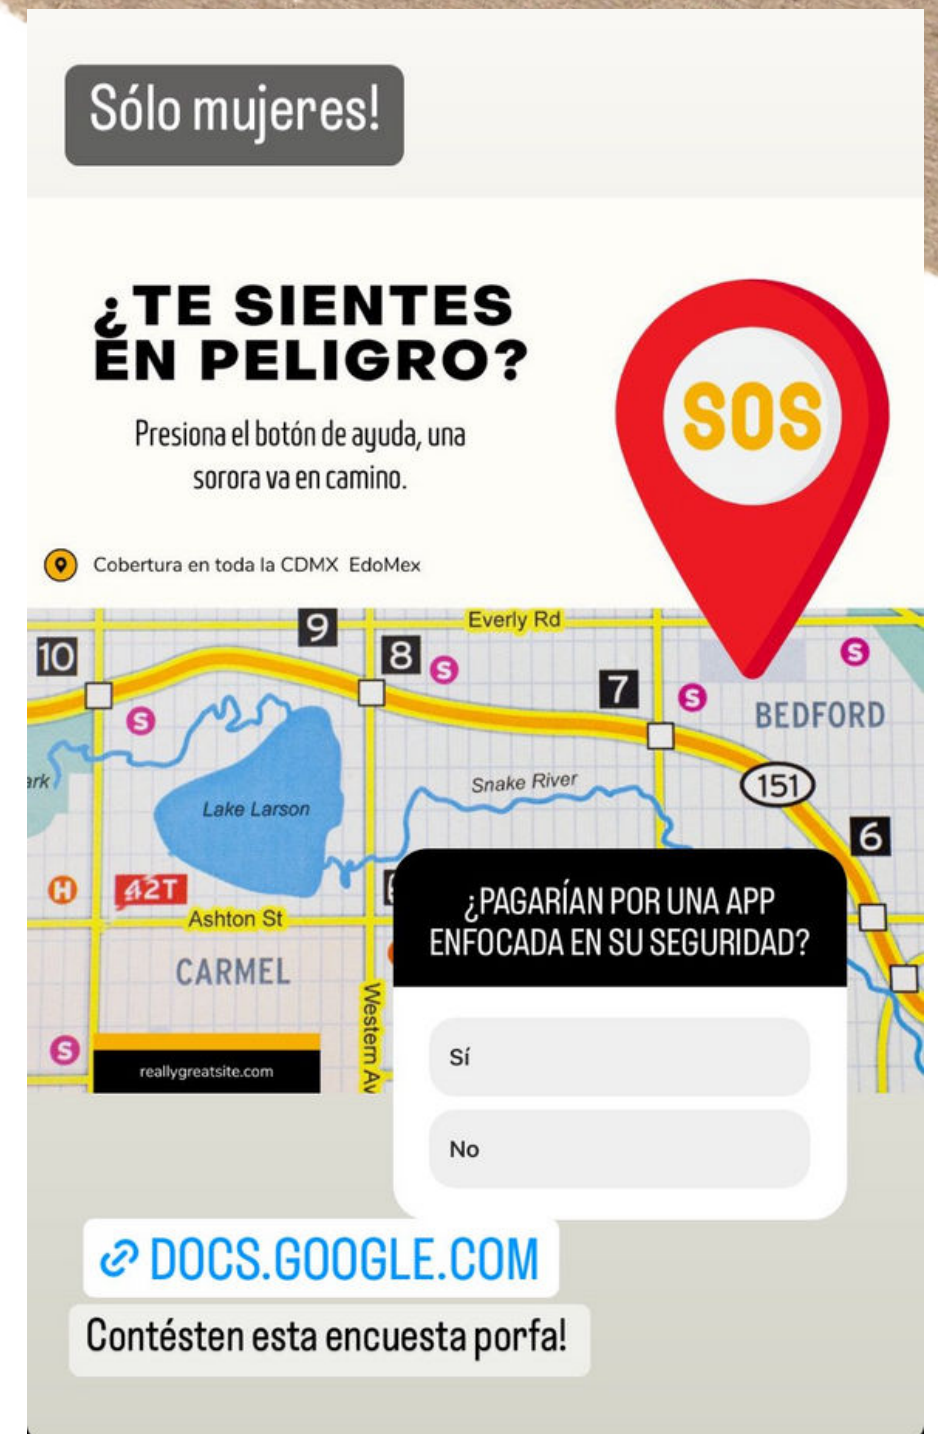 Sólo mujeres!
¿TE SIENTES
EN PELIGRO?
Presiona el botón de ayuda, una
sorora va en camino.
SOS
Cobertura en toda la CDMX EdoMex
Everly Rd
10
9
8
S
7
S
S
BEDFORD
S
ark
Lake Larson
Snake River
151
6
H
42T
Ashton St
CARMEL
Western Av
S
reallygreatsite.com
¿PAGARÍAN POR UNA APP
ENFOCADA EN SU SEGURIDAD?
Sí
No
DOCS.GOOGLE.COM
Contésten esta encuesta porfa!